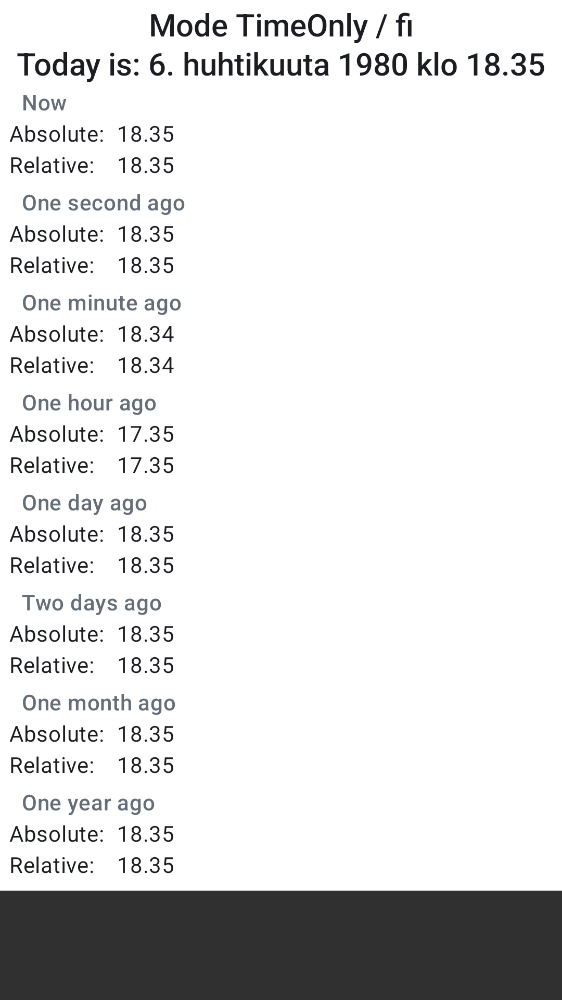 Mode TimeOnly / fi
Today is: 6. huhtikuuta 1980 klo 18.35
Now
Absolute: 18.35
Relative: 18.35
One second ago
Absolute: 18.35
Relative: 18.35
One minute ago
Absolute: 18.34
Relative: 18.34
One hour ago
Absolute: 17.35
Relative: 17.35
One day ago
Absolute: 18.35
Relative: 18.35
Two days ago
Absolute: 18.35
Relative: 18.35
One month ago
Absolute: 18.35
Relative: 18.35
One year ago
Absolute: 18.35
Relative: 18.35